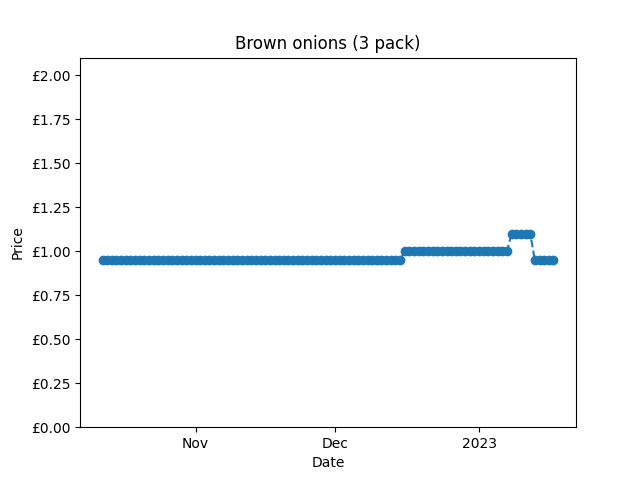 Brown onions (3 pack)
£2.00
£1.75
£1.50
£1.25
£1.00
£0.75
£0.50
£0.25
£0.00
Price
Nov
Dec
2023
Date